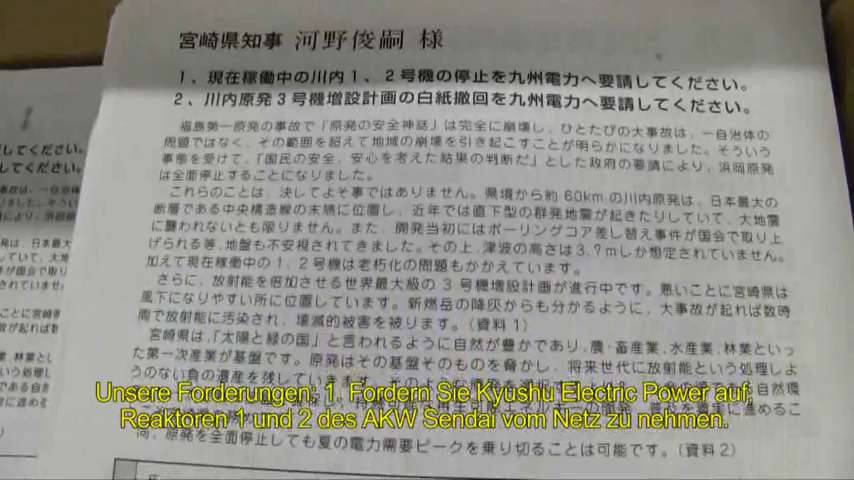 宮崎県知事 河野俊嗣 様
1、現在稼働中の川内1、2号機の停止を九州電力へ要請してください。
2、川内原発3号機増設計画の白紙撤回を九州電力へ要請してください。
福島第一原発の事故で「原発の安全神話」は完全に崩壊し、ひとたびの大事故は、一自治体の
問題ではなく、その範囲を超えて地域の崩壊を引き起こすことが明らかになりました。そういう
事態を受けて、「国民の安全、安心を考えた結果の判断だ」とした政府の要請により、浜岡原発
は全面停止することになりました。
これらのことは、決してよそ事ではありません。県境から約60kmの川内原発は、日本最大の
断層である中央構造線の末端に位置し、近年では直下型の群発地震が起きたりしていて、大地震
に襲われないとも限りません。また、開発当初にはボーリングコア差し替え事件が国会で取り上
げられる等、地盤も不安視されてきました。その上、津波の高さは3.7mしか想定されていません。
加えて現在稼働中の1、2号機は老朽化の問題もかかえています。
さらに、放射能を倍加させる世界最大級の3号機増設計画が進行中です。悪いことに宮崎県は
風下になりやすい所に位置しています。新燃岳の降灰からも分かるように、大事故が起これば数時
間で放射能に汚染され、壊滅的被害を被ります。（資料1）
宮崎県は、「太陽と緑の国」と言われるように自然が豊かであり、農・畜産業、水産業、林業といっ
た第一次産業が基盤です。原発はその基盤そのものを脅かし、将来世代に放射能という処理しよ
うのない負の遺産を残していきます。
Unsere Forderungen: 1. Fordern Sie Kyushu Electric Power auf,
Reaktoren 1 und 2 des AKW Sendai vom Netz zu nehmen.
原発を全面停止しても夏の電力需要ピークを乗り切ることは可能です。（資料2）